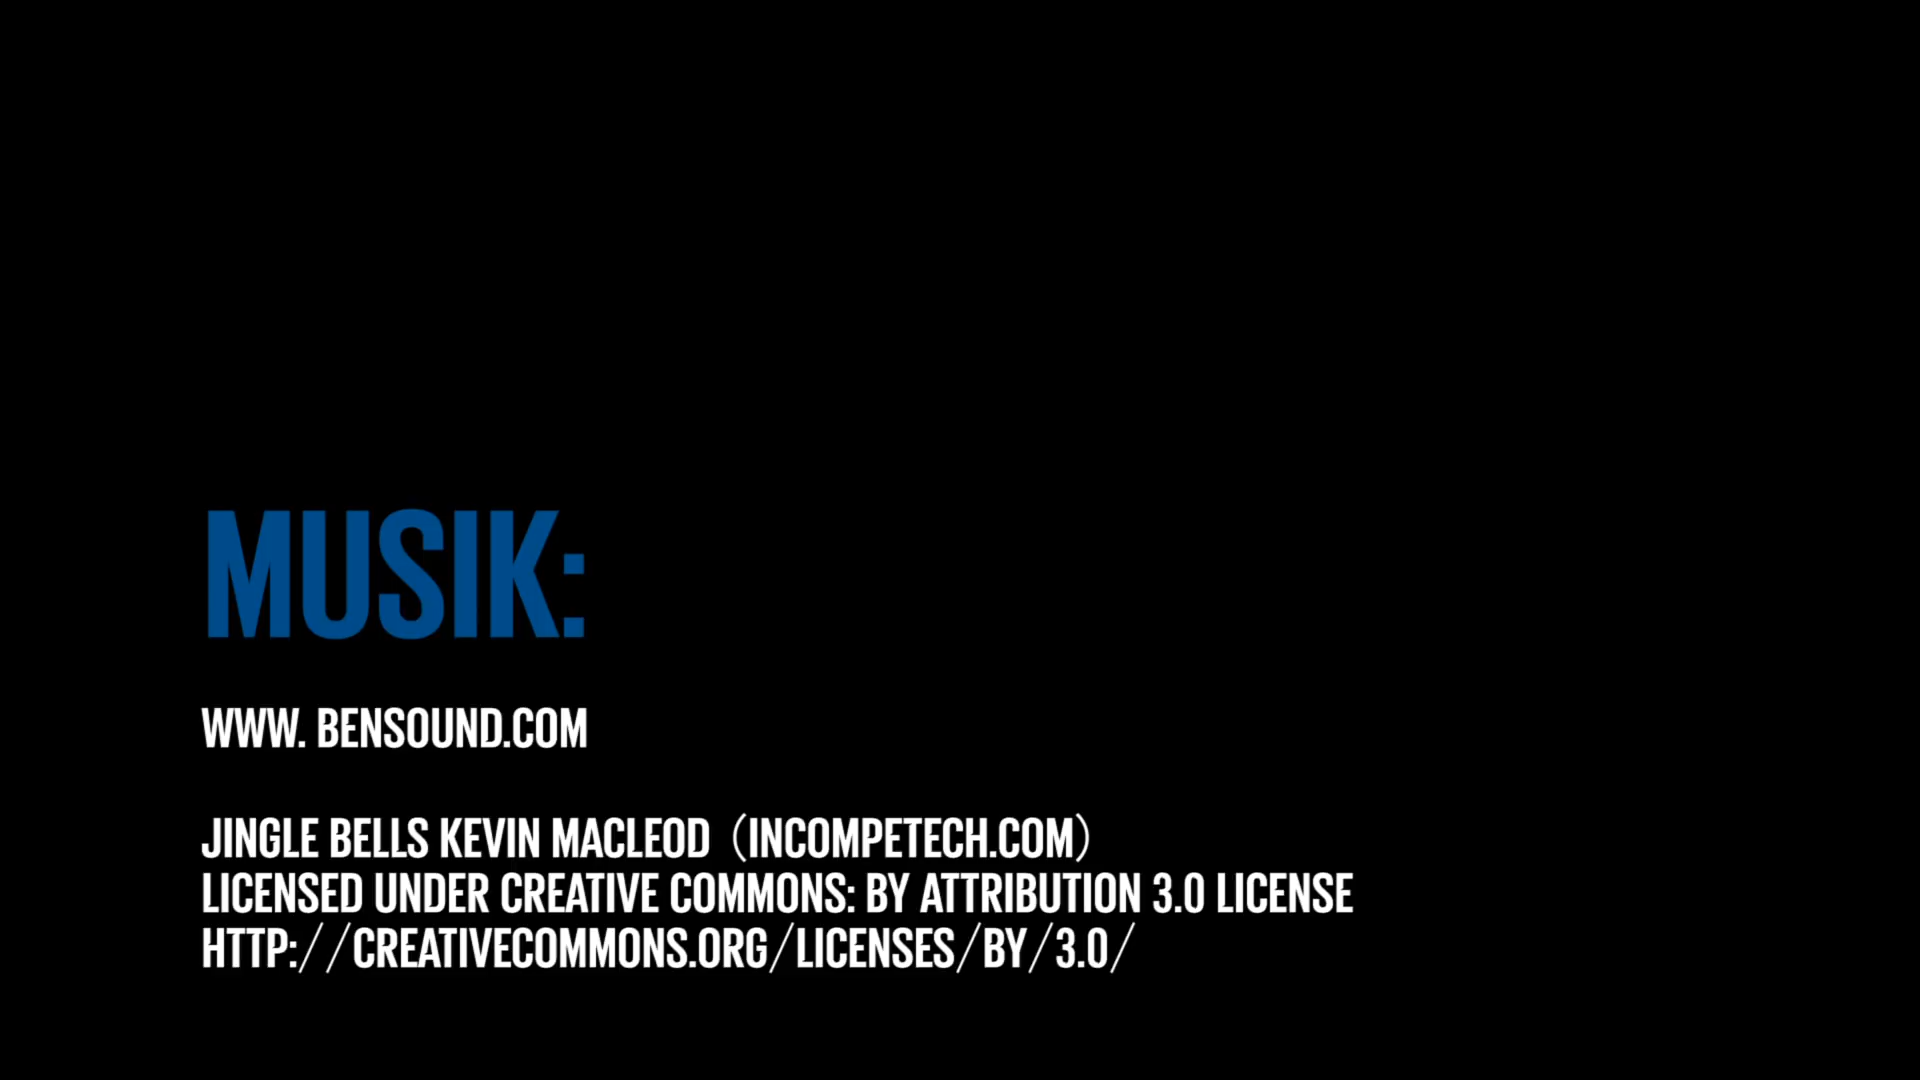 MUSIK:
WWW. BENSOUND.COM
JINGLE BELLS KEVIN MACLEOD (INCOMPETECH.COM)
LICENSED UNDER CREATIVE COMMONS: BY ATTRIBUTION 3.0 LICENSE
HTTP://CREATIVECOMMONS.ORG/LICENSES/BY/3.0/